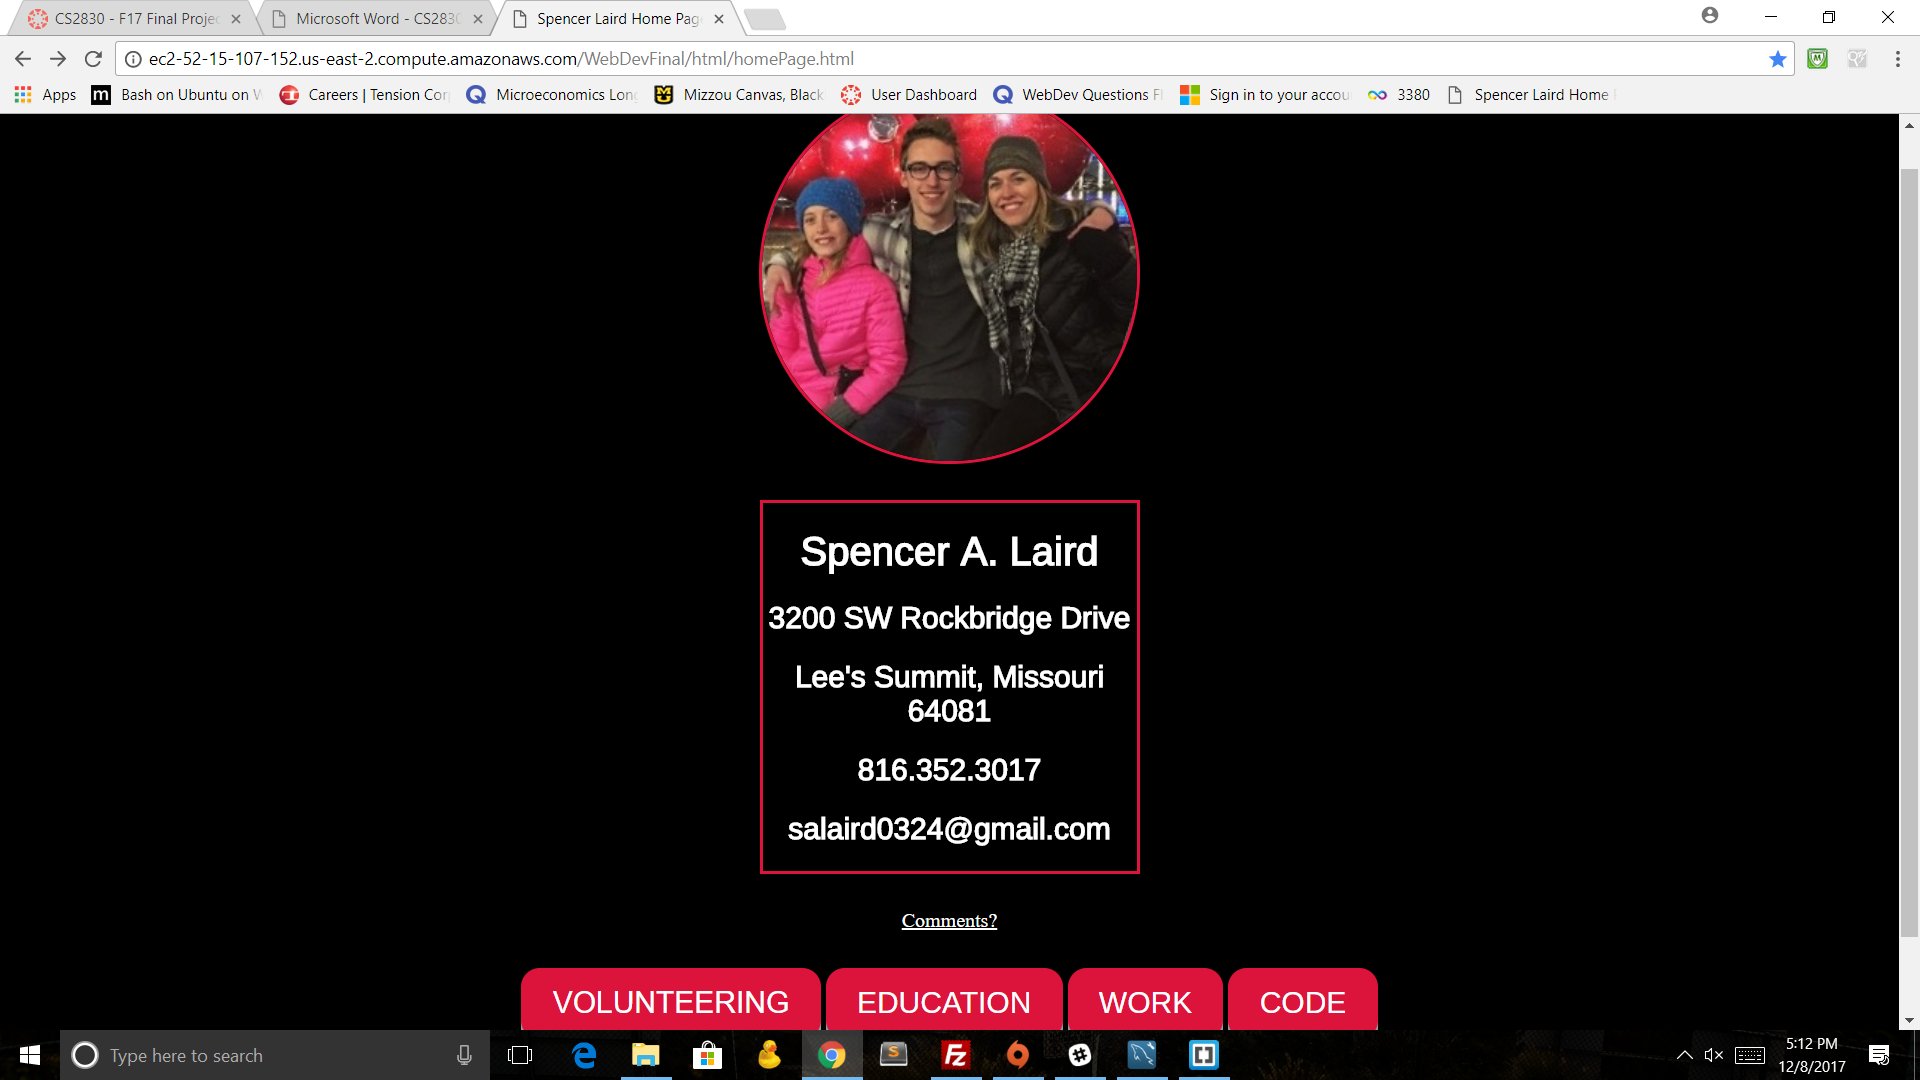 CS2830 - F17 Final Projec
Microsoft Word - CS2830
Spencer Laird Home Pag
ec2-52-15-107-152.us-east-2.compute.amazonaws.com/WebDevFinal/html/homePage.html
Apps
m
Bash on Ubuntu on W
Careers | Tension Cor
Microeconomics Long
Mizzou Canvas, Black
User Dashboard
WebDev Questions Fl
Sign in to your accou
3380
Spencer Laird Home
Spencer A. Laird
3200 SW Rockbridge Drive
Lee's Summit, Missouri
64081
816.352.3017
salaird0324@gmail.com
Comments?
VOLUNTEERING
EDUCATION
WORK
CODE
Type here to search
5:12 PM
12/8/2017